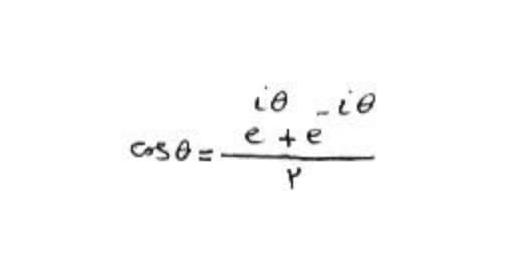 cosθ = (e^{iθ} + e^{-iθ}) / ۲